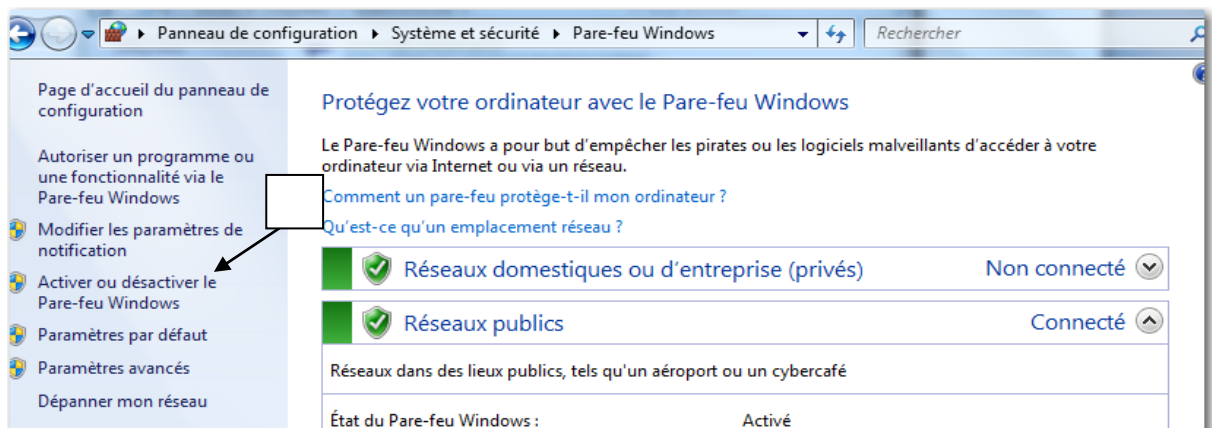 Panneau de configuration ▸ Système et sécurité ▸ Pare-feu Windows
Rechercher
Page d'accueil du panneau de
configuration
Autoriser un programme ou
une fonctionnalité via le
Pare-feu Windows
Modifier les paramètres de
notification
Activer ou désactiver le
Pare-feu Windows
Paramètres par défaut
Paramètres avancés
Dépanner mon réseau
Protégez votre ordinateur avec le Pare-feu Windows
Le Pare-feu Windows a pour but d'empêcher les pirates ou les logiciels malveillants d'accéder à votre
ordinateur via Internet ou via un réseau.
Comment un pare-feu protège-t-il mon ordinateur ?
Qu'est-ce qu'un emplacement réseau ?
Réseaux domestiques ou d'entreprise (privés) Non connecté
Réseaux publics Connecté
Réseaux dans des lieux publics, tels qu'un aéroport ou un cybercafé
État du Pare-feu Windows : Activé